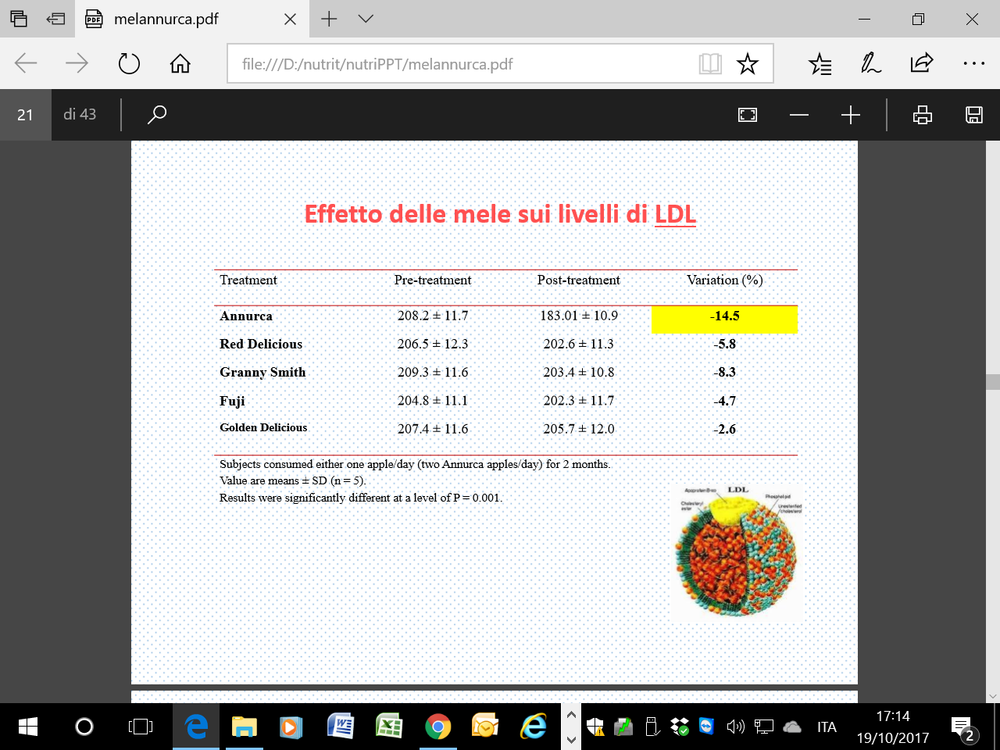 melannurca.pdf
file:///D:/nutrit/nutriPPT/melannurca.pdf
21 di 43
Effetto delle mele sui livelli di LDL
Treatment Pre-treatment Post-treatment Variation (%)
Annurca 208.2 ± 11.7 183.01 ± 10.9 -14.5
Red Delicious 206.5 ± 12.3 202.6 ± 11.3 -5.8
Granny Smith 209.3 ± 11.6 203.4 ± 10.8 -8.3
Fuji 204.8 ± 11.1 202.3 ± 11.7 -4.7
Golden Delicious 207.4 ± 11.6 205.7 ± 12.0 -2.6
Subjects consumed either one apple/day (two Annurca apples/day) for 2 months.
Value are means ± SD (n = 5).
Results were significantly different at a level of P = 0.001.
LDL
Phospholipid
Cholesteryl
ester
Unesterified
cholesterol
ITA
17:14
19/10/2017
2